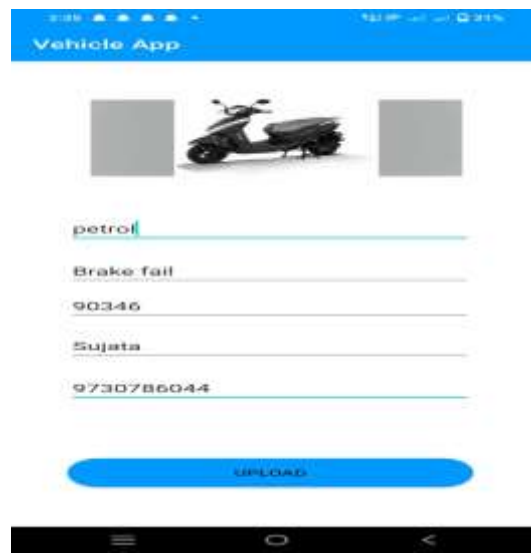 Vehicle App
petrol
Brake fail
90346
Sujata
9730786044
UPLOAD